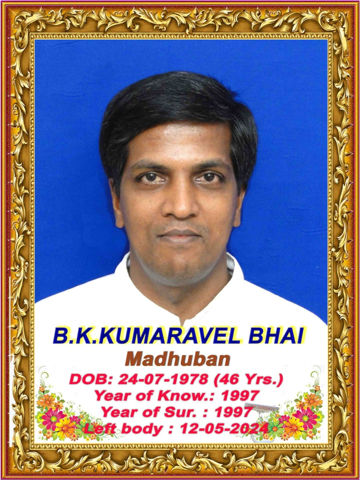 B.K.KUMARAVEL BHAI
Madhuban
DOB: 24-07-1978 (46 Yrs.)
Year of Know.: 1997
Year of Sur. : 1997
Left body : 12-05-2024